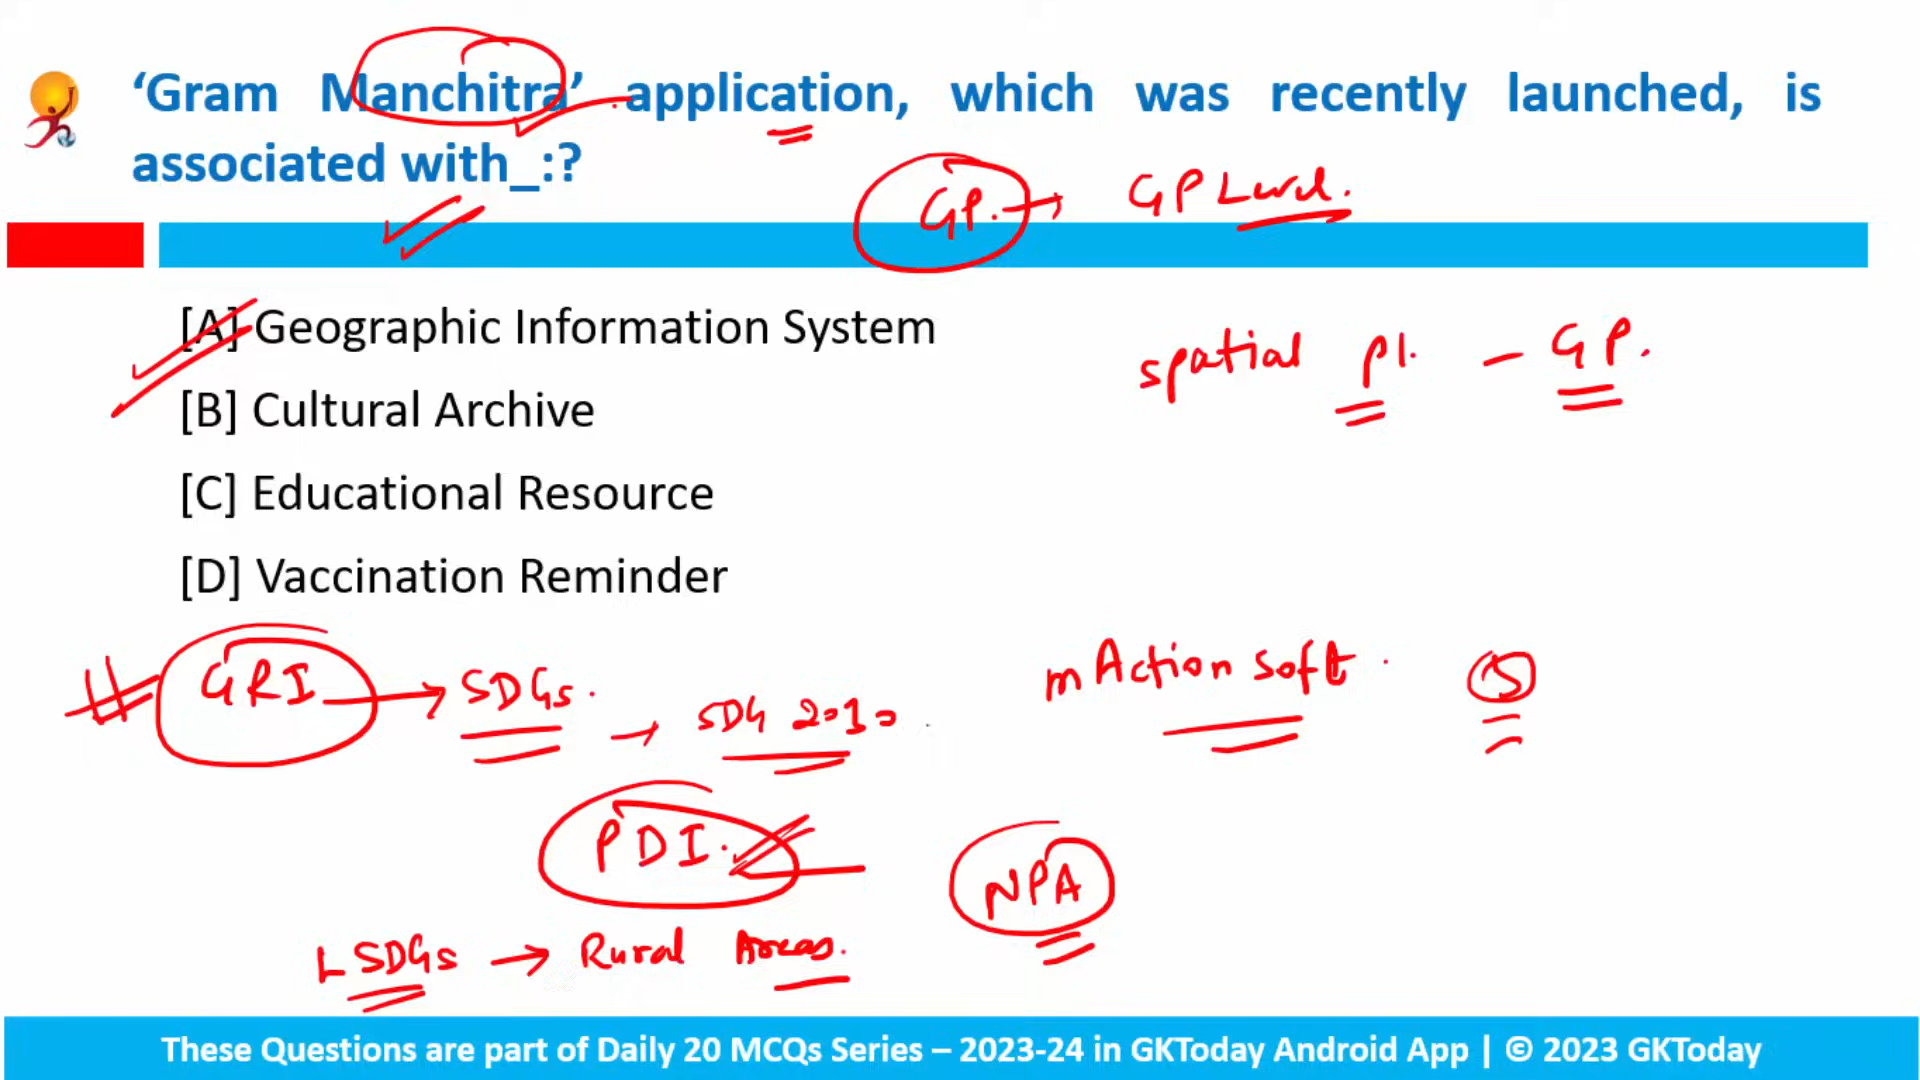 ‘Gram Manchitra’ application, which was recently launched, is
associated with_:?
GP. → GP Level.
[A] Geographic Information System
spatial pl. – GP.
[B] Cultural Archive
[C] Educational Resource
[D] Vaccination Reminder
GRI → SDGs. → SDG 2010
mAction soft. S
PDI.
NPA
LSDGs → Rural Areas.
These Questions are part of Daily 20 MCQs Series – 2023-24 in GKToday Android App | © 2023 GKToday